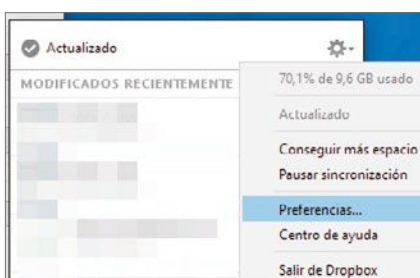 Actualizado
MODIFICADOS RECIENTEMENTE
70,1% de 9,6 GB usado
Actualizado
Conseguir más espacio
Pausar sincronización
Preferencias...
Centro de ayuda
Salir de Dropbox